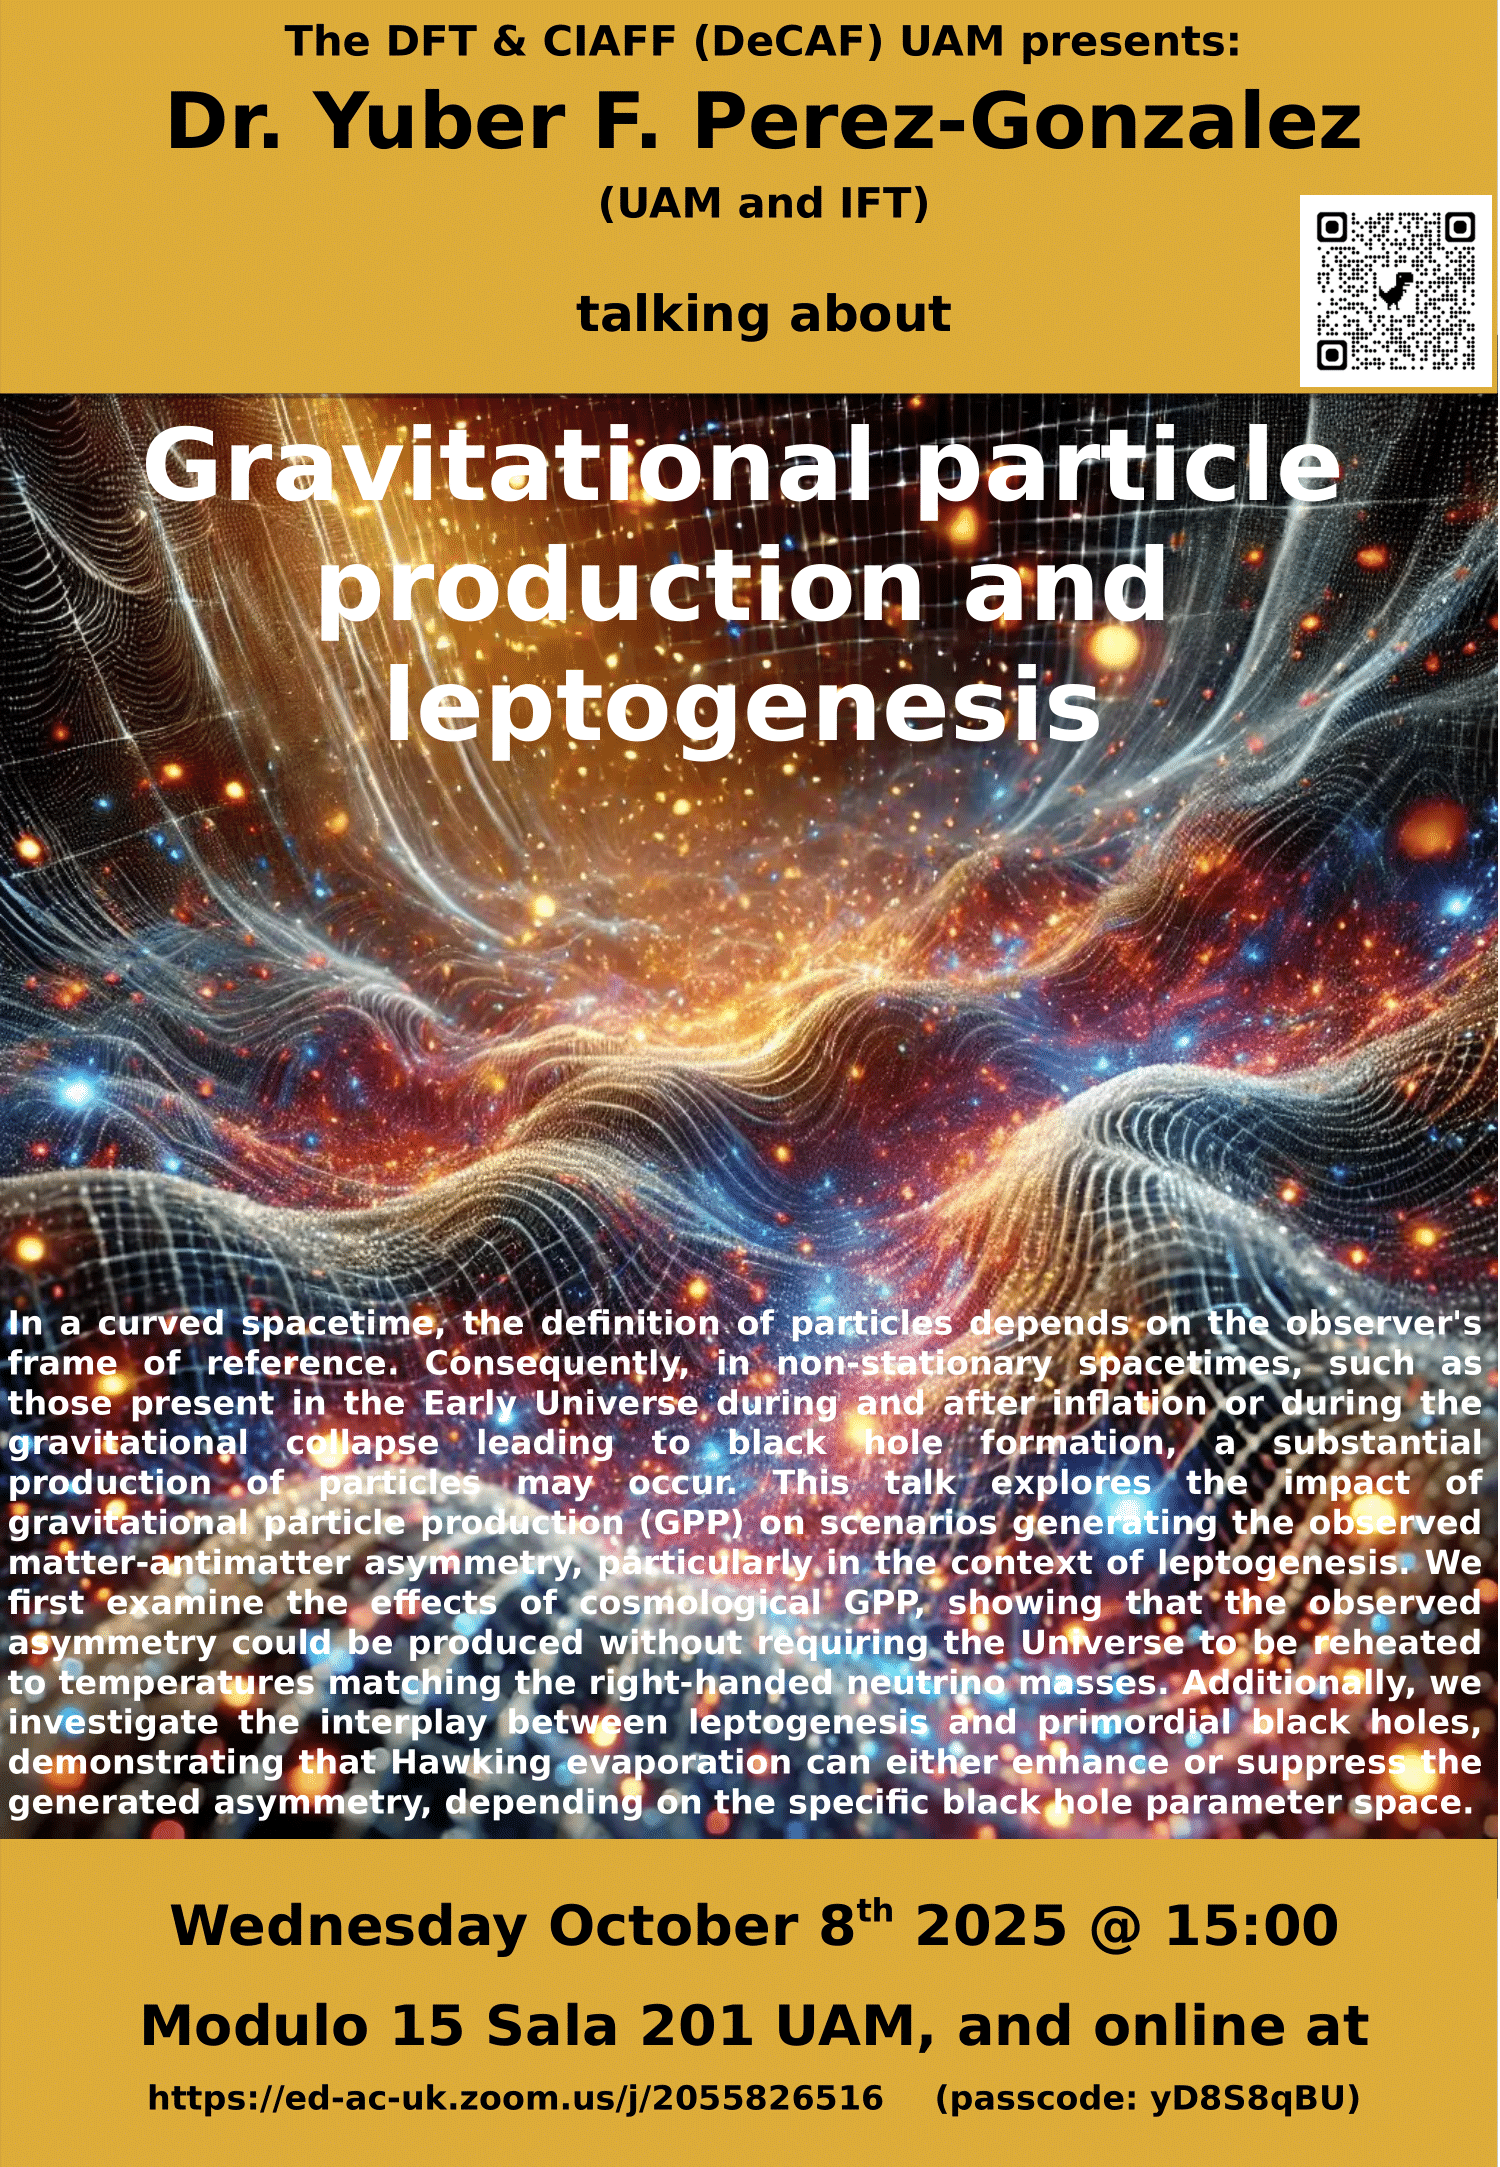 The DFT & CIAFF (DeCAF) UAM presents:
Dr. Yuber F. Perez-Gonzalez
(UAM and IFT)
talking about
Gravitational particle
production and
leptogenesis
In a curved spacetime, the definition of particles depends on the observer's
frame of reference. Consequently, in non-stationary spacetimes, such as
those present in the Early Universe during and after inflation or during the
gravitational collapse leading to black hole formation, a substantial
production of particles may occur. This talk explores the impact of
gravitational particle production (GPP) on scenarios generating the observed
matter-antimatter asymmetry, particularly in the context of leptogenesis. We
first examine the effects of cosmological GPP, showing that the observed
asymmetry could be produced without requiring the Universe to be reheated
to temperatures matching the right-handed neutrino masses. Additionally, we
investigate the interplay between leptogenesis and primordial black holes,
demonstrating that Hawking evaporation can either enhance or suppress the
generated asymmetry, depending on the specific black hole parameter space.
Wednesday October 8th 2025 @ 15:00
Modulo 15 Sala 201 UAM, and online at
https://ed-ac-uk.zoom.us/j/2055826516 (passcode: yD8S8qBU)